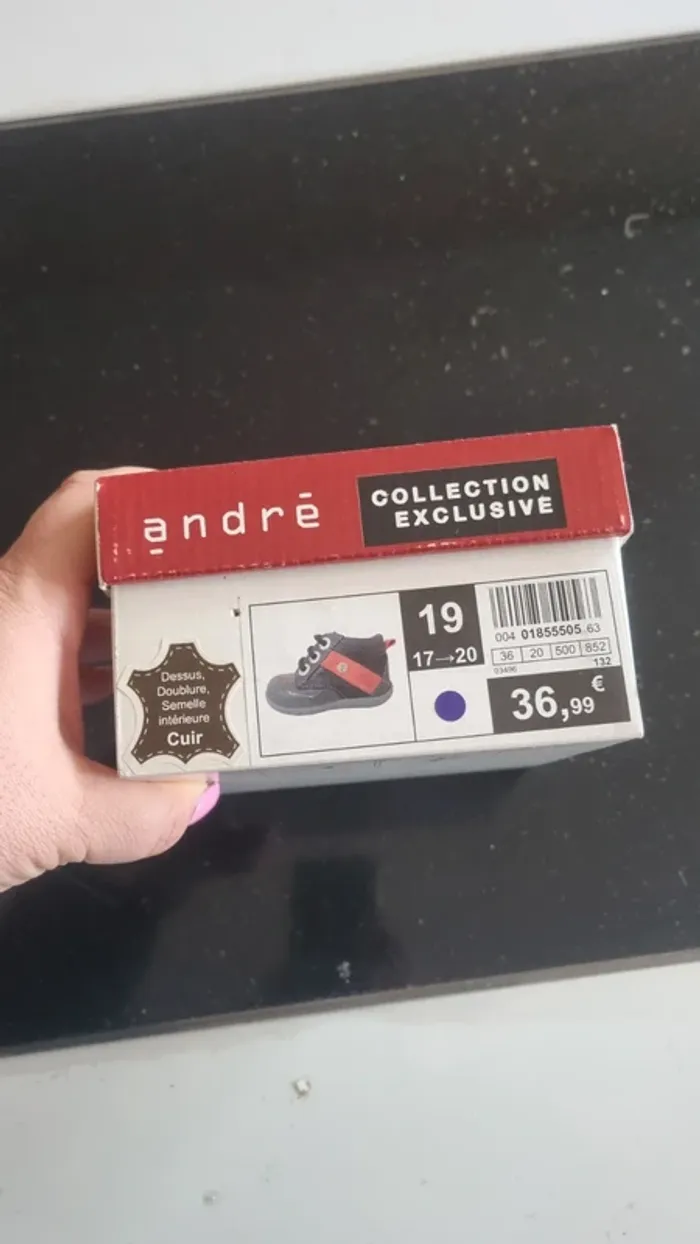 andré
COLLECTION
EXCLUSIVE
Dessus,
Doublure,
Semelle
intérieure
Cuir
19
17→20
004 01855505 63
36 20 500 852
03496 132
36,99 €